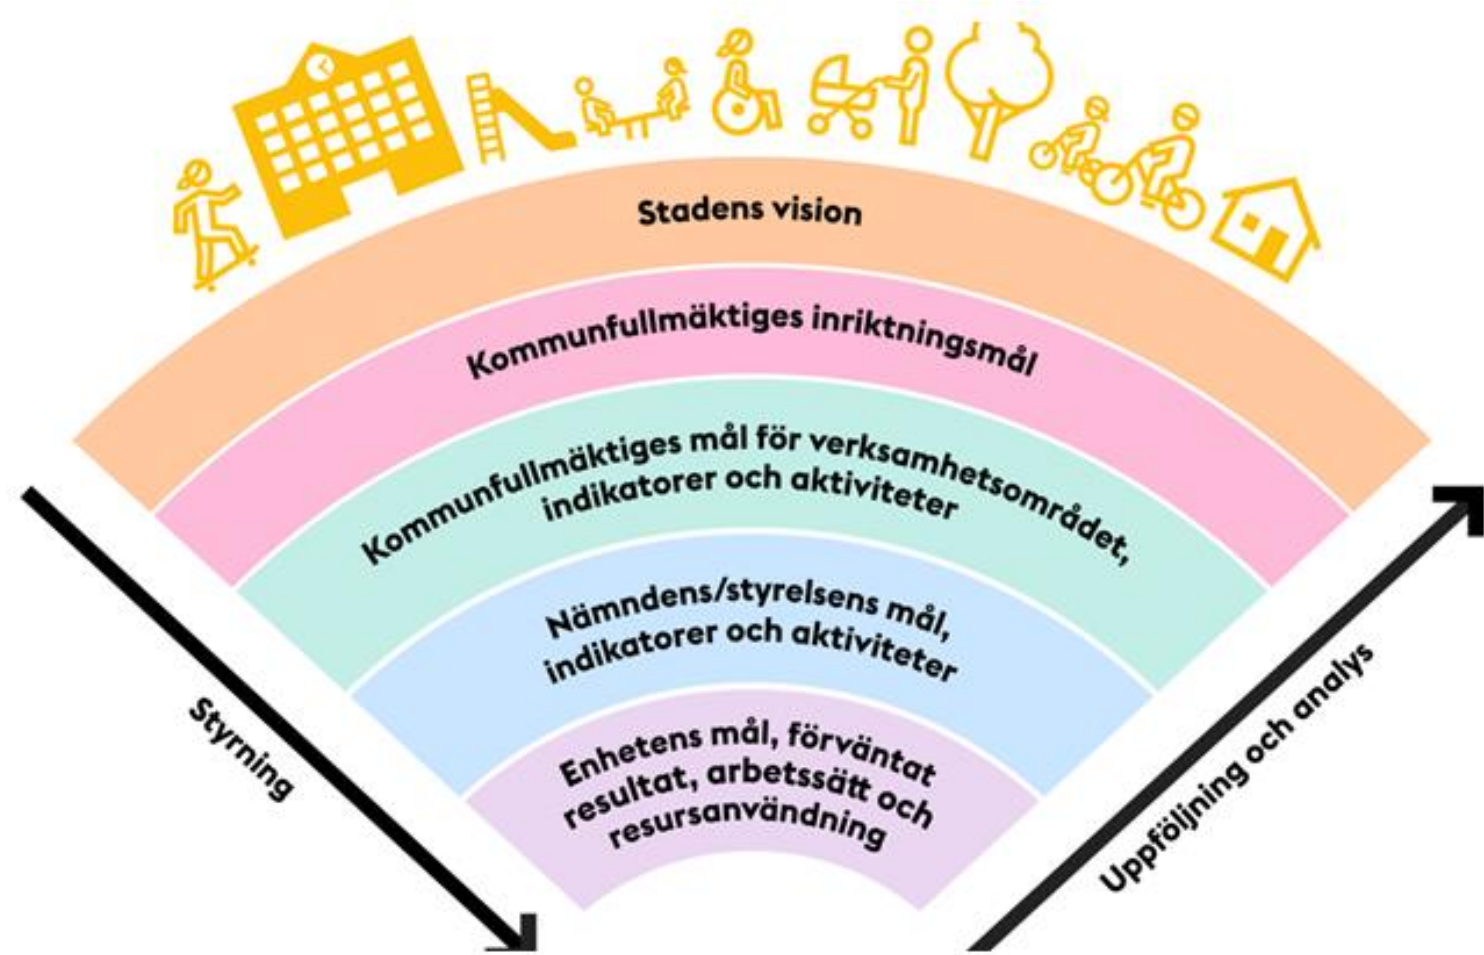 Stadens vision
Kommunfullmäktiges inriktningsmål
Kommunfullmäktiges mål för verksamhetsområdet,
indikatorer och aktiviteter
Nämndens/styrelsens mål,
indikatorer och aktiviteter
Enhetens mål, förväntat
resultat, arbetssätt och
resursanvändning
Styrning
Uppföljning och analys